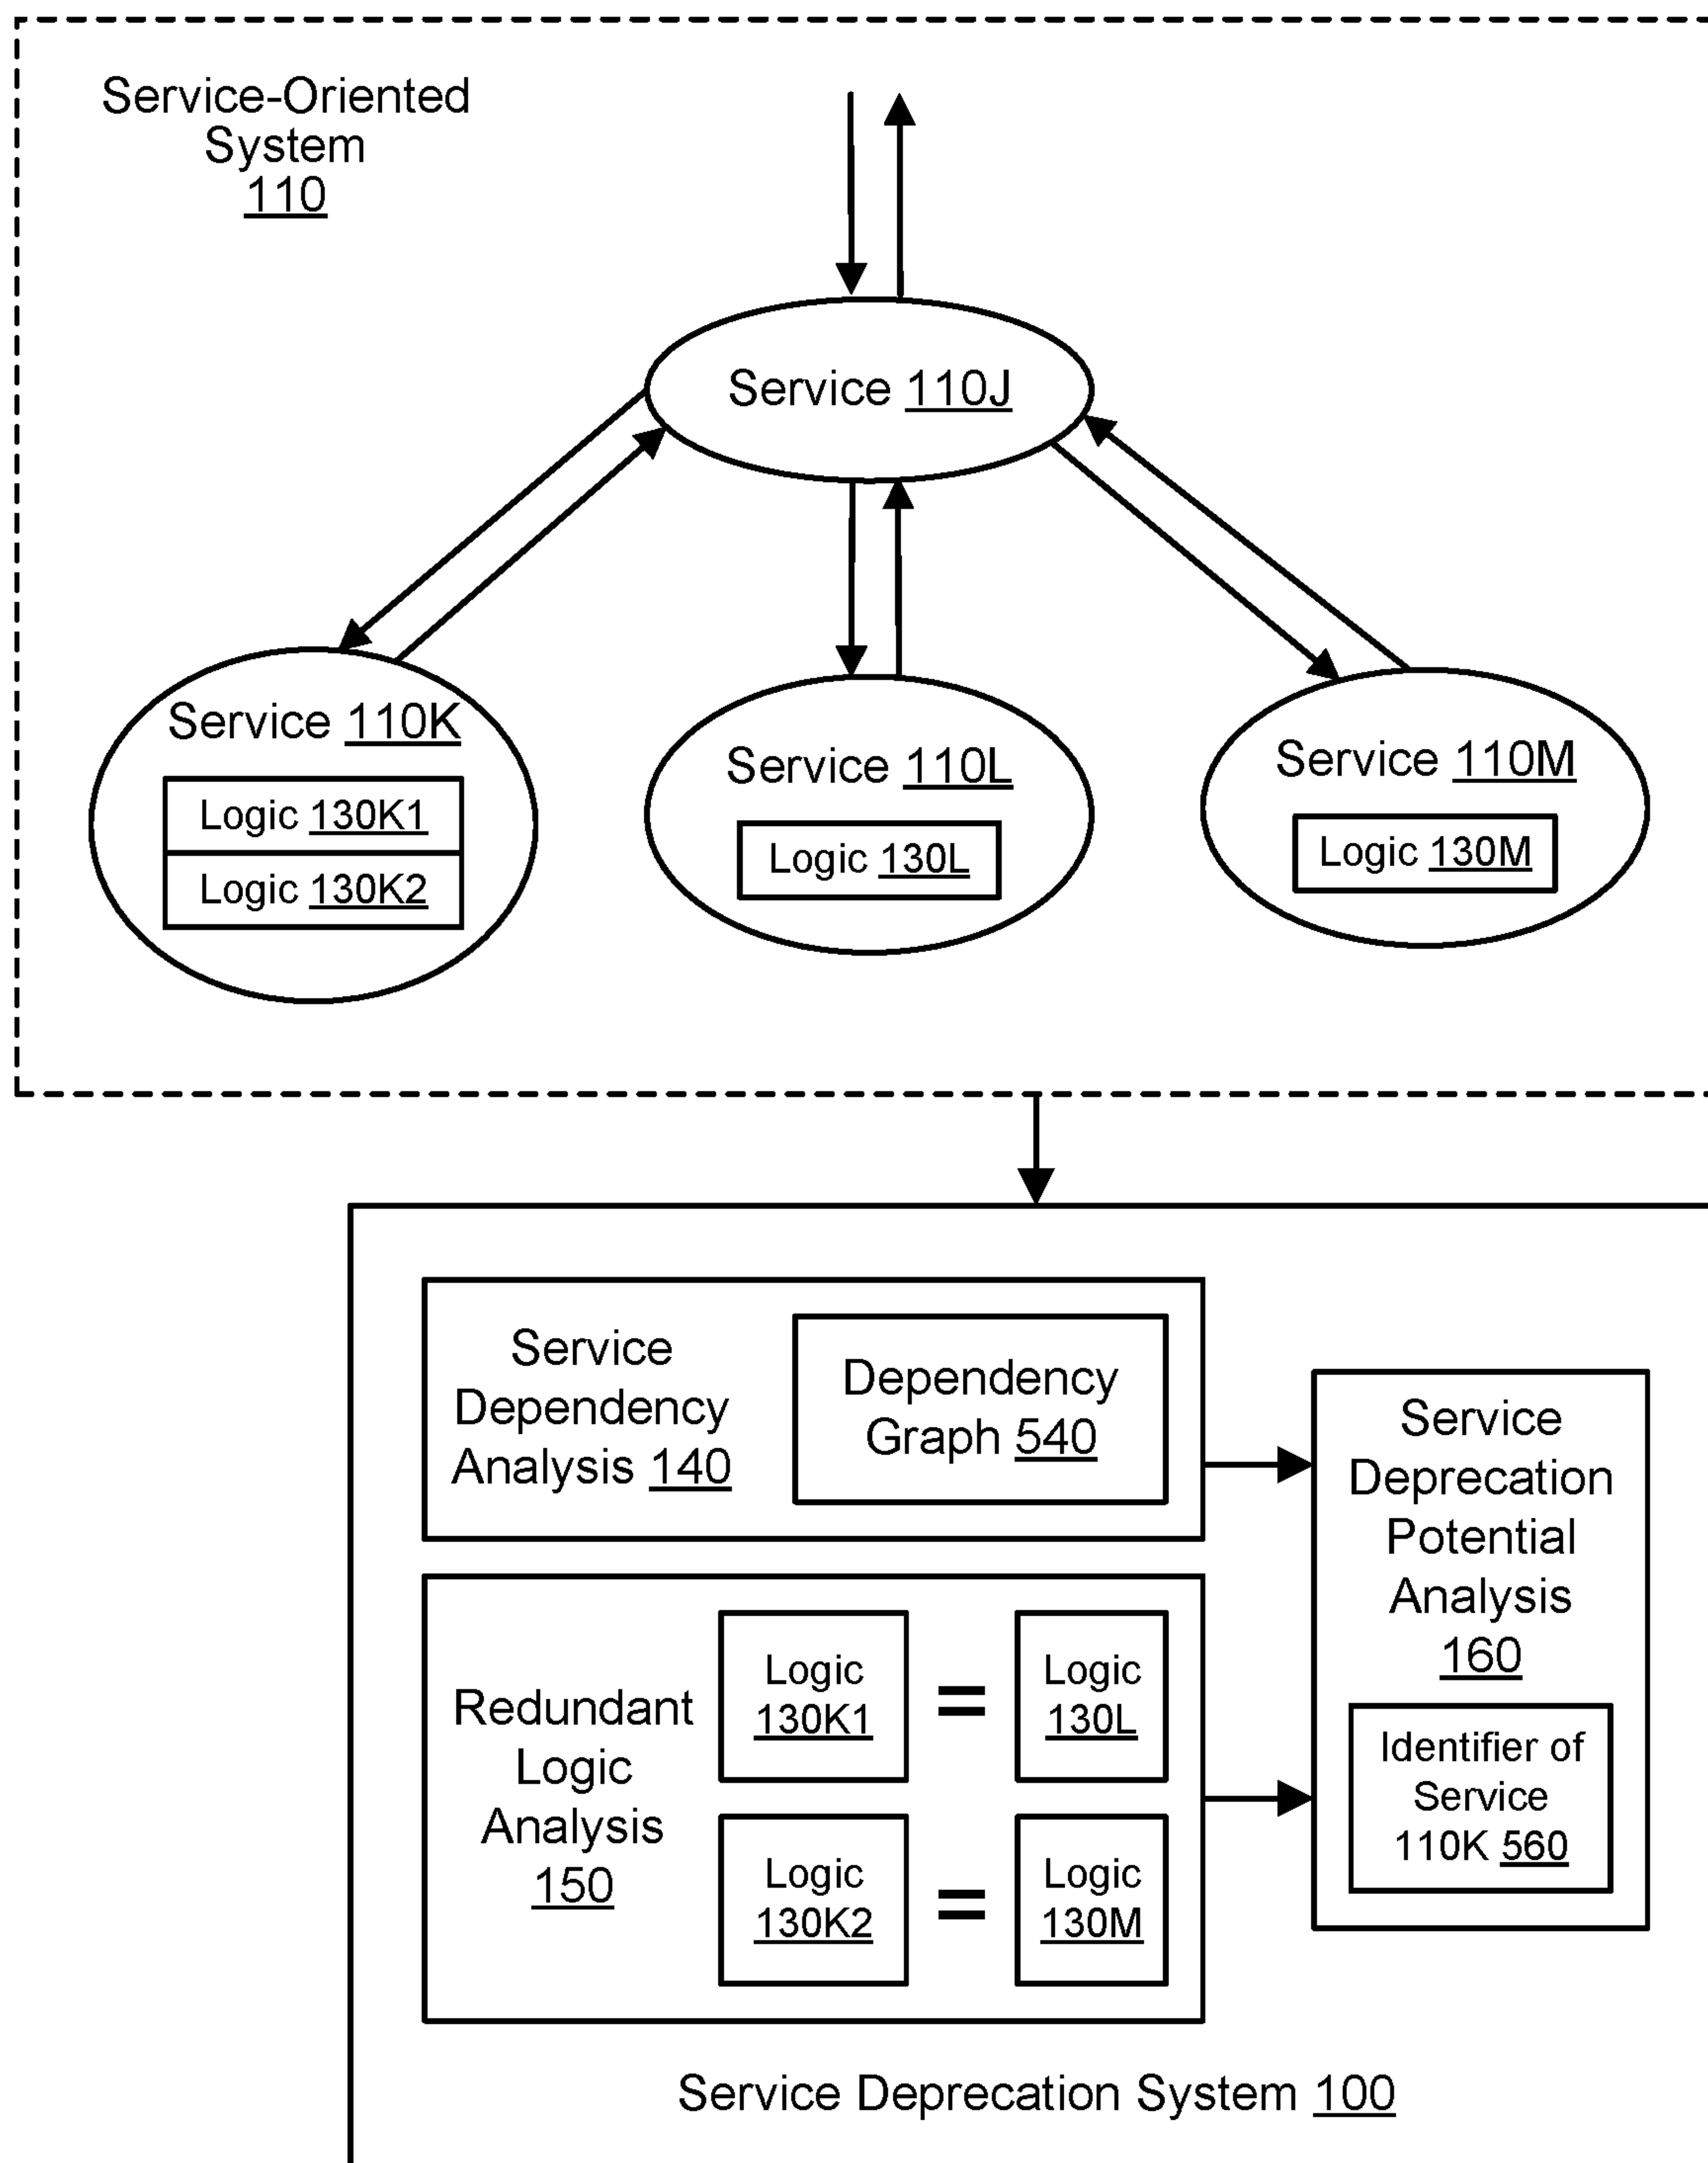 Service-Oriented
System
110
Service 110J
Service 110K
Logic 130K1
Logic 130K2
Service 110L
Logic 130L
Service 110M
Logic 130M
Service
Dependency
Analysis 140
Dependency
Graph 540
Redundant
Logic
Analysis
150
Logic
130K1
=
Logic
130L
Logic
130K2
=
Logic
130M
Service
Deprecation
Potential
Analysis
160
Identifier of
Service
110K 560
Service Deprecation System 100